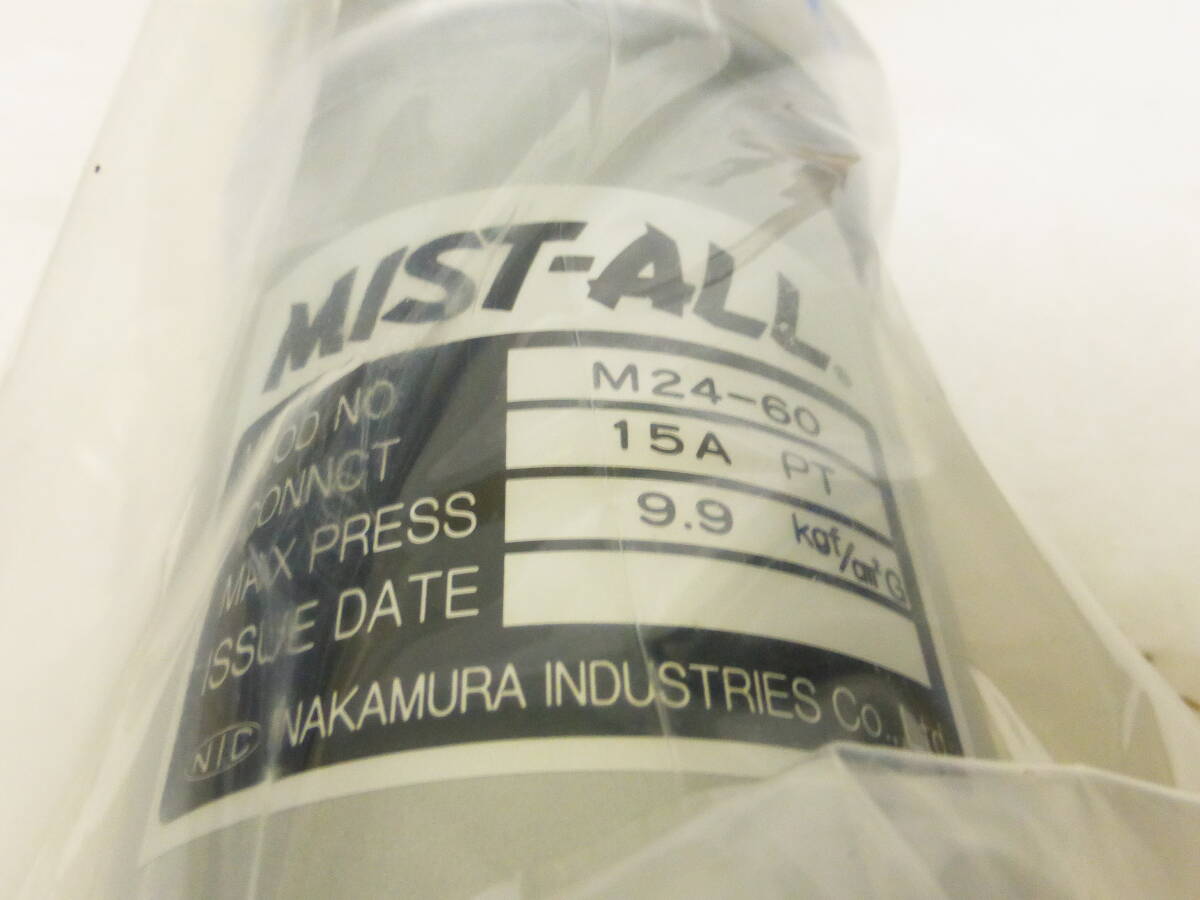 MIST-ALL®
MOD NO M24-60
CONNCT 15A PT
MAX PRESS 9.9 kgf/cm²G
ISSUE DATE
NIC NAKAMURA INDUSTRIES Co., Ltd.